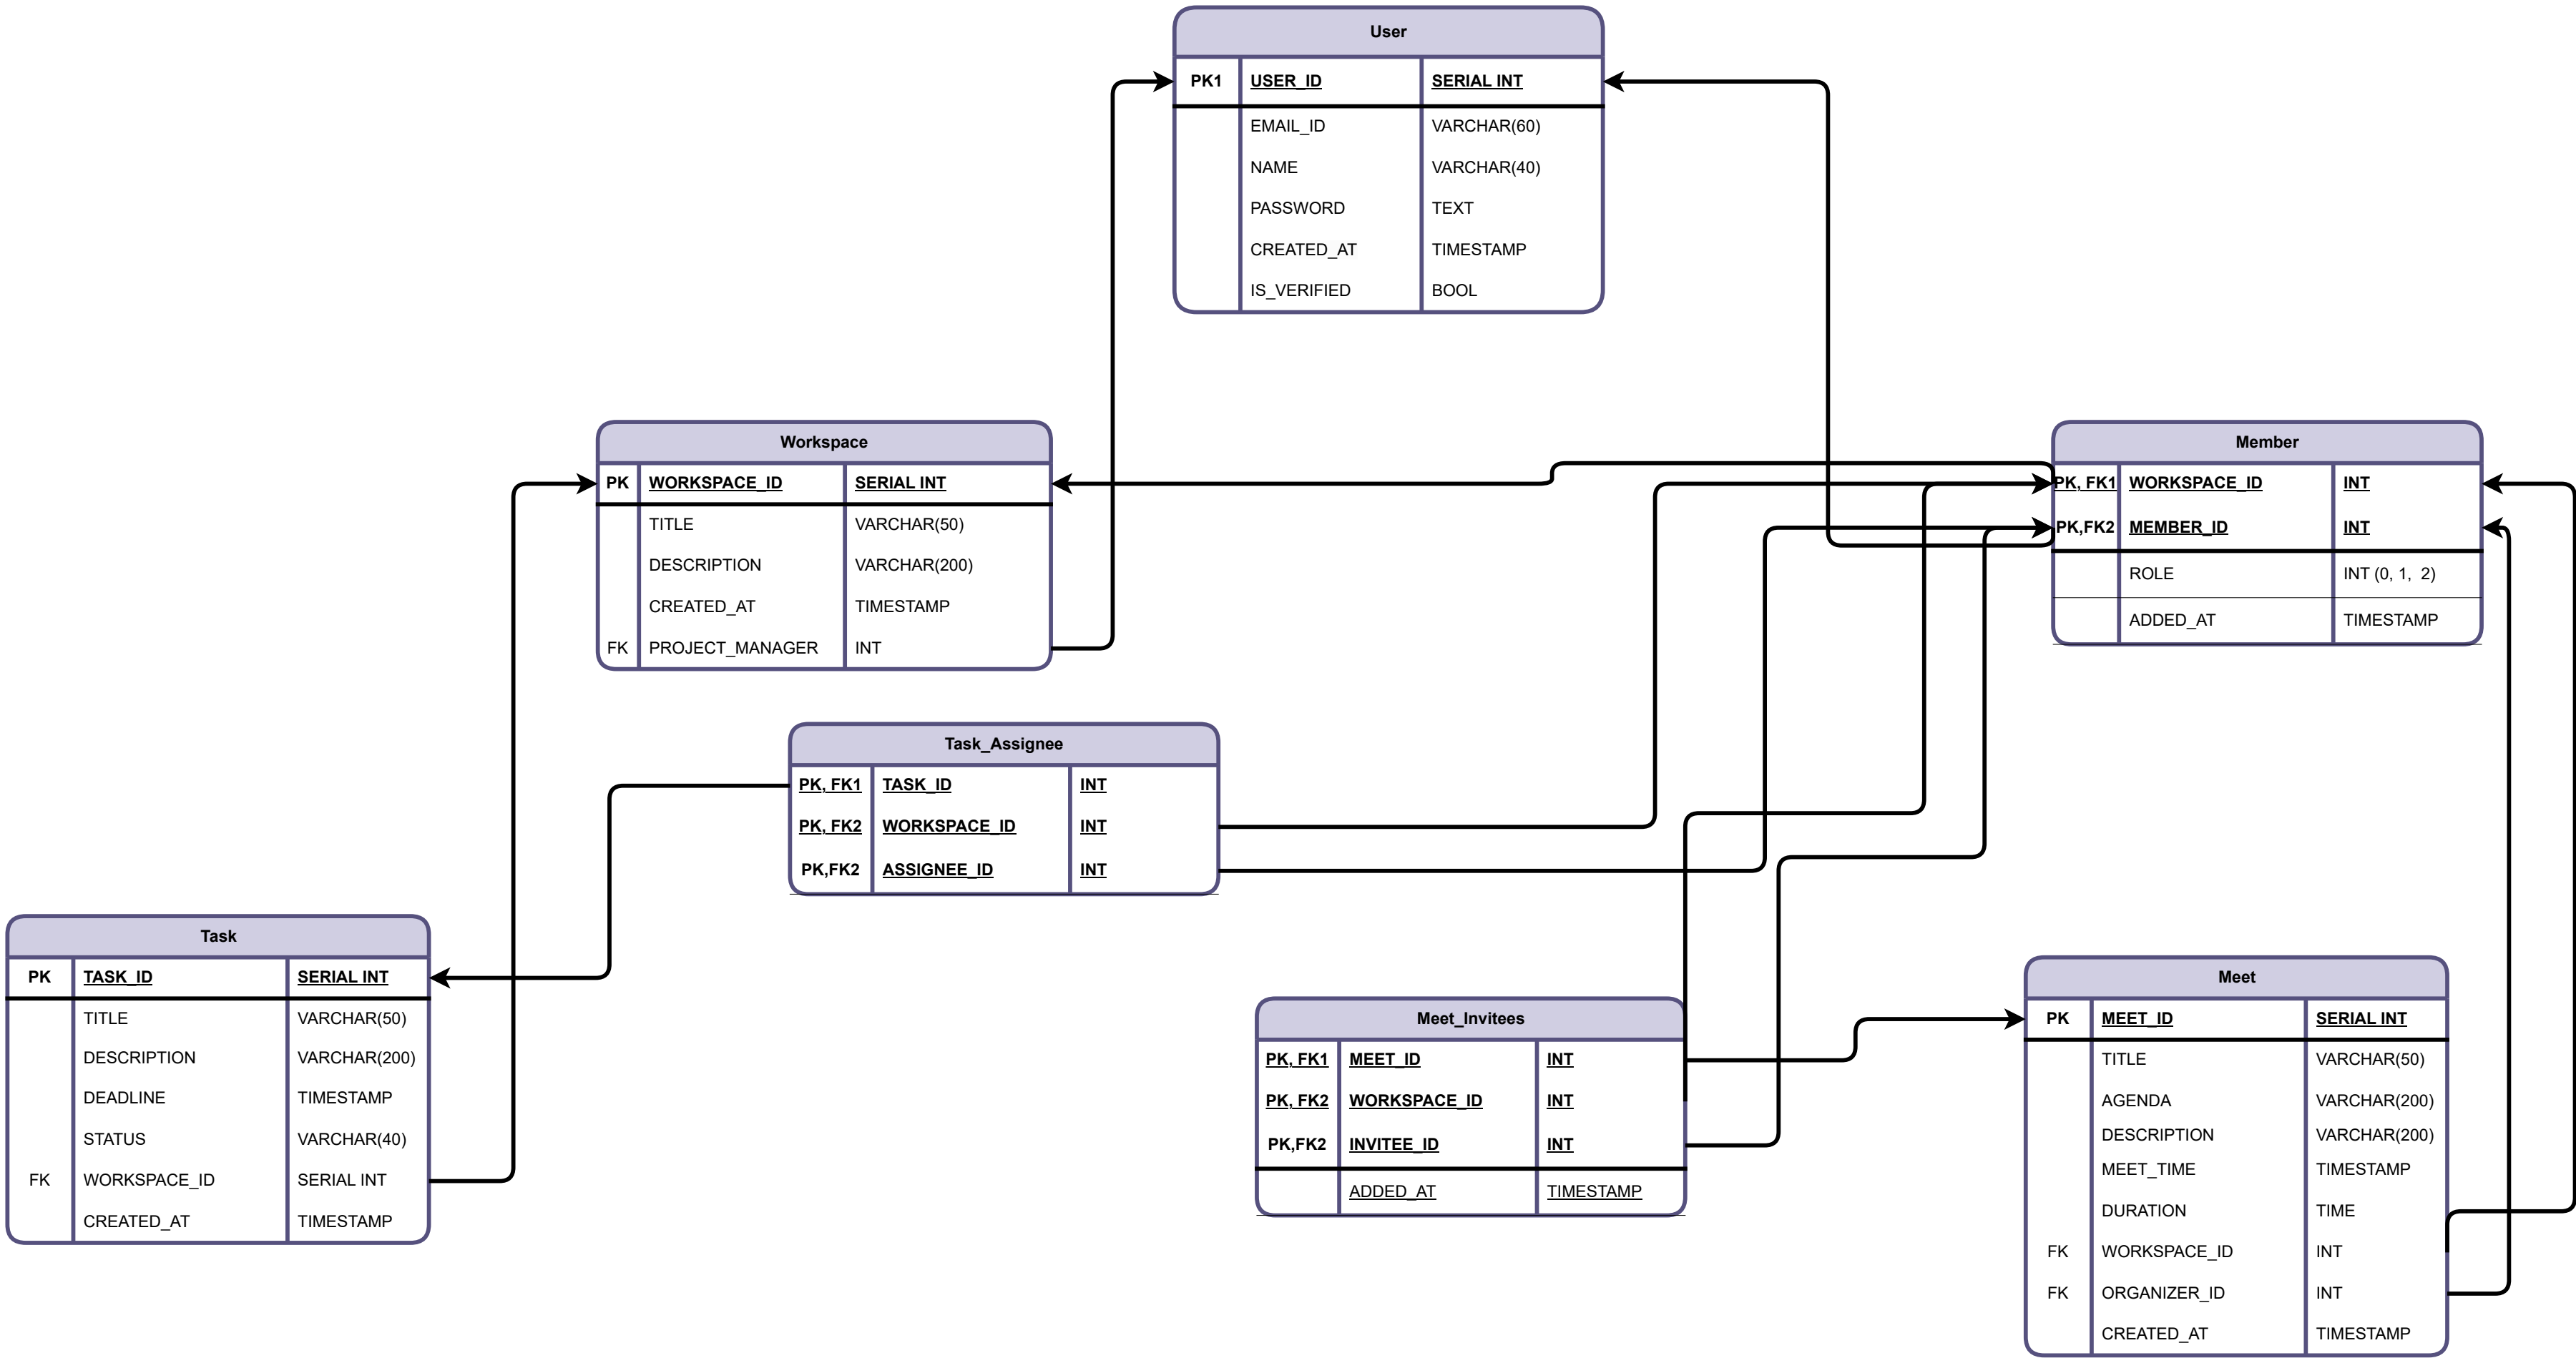 User
PK1 USER_ID SERIAL INT
EMAIL_ID VARCHAR(60)
NAME VARCHAR(40)
PASSWORD TEXT
CREATED_AT TIMESTAMP
IS_VERIFIED BOOL
Workspace
PK WORKSPACE_ID SERIAL INT
TITLE VARCHAR(50)
DESCRIPTION VARCHAR(200)
CREATED_AT TIMESTAMP
FK PROJECT_MANAGER INT
Member
PK, FK1 WORKSPACE_ID INT
PK,FK2 MEMBER_ID INT
ROLE INT (0, 1, 2)
ADDED_AT TIMESTAMP
Task_Assignee
PK, FK1 TASK_ID INT
PK, FK2 WORKSPACE_ID INT
PK,FK2 ASSIGNEE_ID INT
Task
PK TASK_ID SERIAL INT
TITLE VARCHAR(50)
DESCRIPTION VARCHAR(200)
DEADLINE TIMESTAMP
STATUS VARCHAR(40)
FK WORKSPACE_ID SERIAL INT
CREATED_AT TIMESTAMP
Meet_Invitees
PK, FK1 MEET_ID INT
PK, FK2 WORKSPACE_ID INT
PK,FK2 INVITEE_ID INT
ADDED_AT TIMESTAMP
Meet
PK MEET_ID SERIAL INT
TITLE VARCHAR(50)
AGENDA VARCHAR(200)
DESCRIPTION VARCHAR(200)
MEET_TIME TIMESTAMP
DURATION TIME
FK WORKSPACE_ID INT
FK ORGANIZER_ID INT
CREATED_AT TIMESTAMP